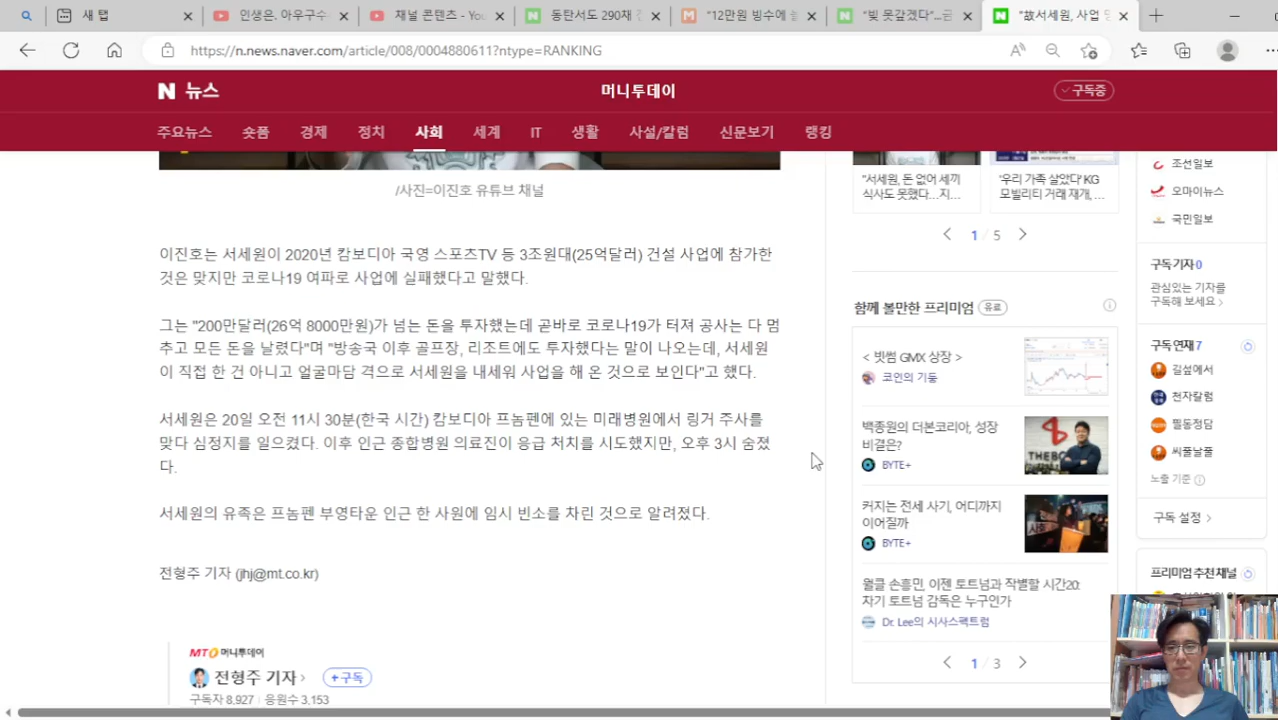 새 탭
인생은. 아우구수
채널 콘텐츠 - You
동탄서도 290채
"12만원 빙수에
"빚 못갚겠다"...금
"故서세원, 사업
https://n.news.naver.com/article/008/0004880611?ntype=RANKING
N 뉴스
머니투데이
구독중
주요뉴스 숏폼 경제 정치 사회 세계 IT 생활 사설/칼럼 신문보기 랭킹
/사진=이진호 유튜브 채널
이진호는 서세원이 2020년 캄보디아 국영 스포츠TV 등 3조원대(25억달러) 건설 사업에 참가한
것은 맞지만 코로나19 여파로 사업에 실패했다고 말했다.
그는 "200만달러(26억 8000만원)가 넘는 돈을 투자했는데 곧바로 코로나19가 터져 공사는 다 멈
추고 모든 돈을 날렸다"며 "방송국 이후 골프장, 리조트에도 투자했다는 말이 나오는데, 서세원
이 직접 한 건 아니고 얼굴마담 격으로 서세원을 내세워 사업을 해 온 것으로 보인다"고 했다.
서세원은 20일 오전 11시 30분(한국 시간) 캄보디아 프놈펜에 있는 미래병원에서 링거 주사를
맞다 심정지를 일으켰다. 이후 인근 종합병원 의료진이 응급 처치를 시도했지만, 오후 3시 숨졌
다.
서세원의 유족은 프놈펜 부영타운 인근 한 사원에 임시 빈소를 차린 것으로 알려졌다.
전형주 기자 (jhj@mt.co.kr)
MTO 머니투데이
전형주 기자
+구독
구독자 8,927 응원수 3,153
"서세원, 돈 없어 세끼
식사도 못했다...지...
'우리 가족 살았다' KG
모빌리티 거래 재개, ...
1 / 5
함께 볼만한 프리미엄 유료
< 빗썸 GMX 상장 >
코인의 기둥
백종원의 더본코리아, 성장
비결은?
BYTE+
8
THEBO
커지는 전세 사기, 어디까지
이어질까
BYTE+
월클 손흥민, 이젠 토트넘과 작별할 시간20:
차기 토트넘 감독은 누구인가
Dr. Lee의 시사스펙트럼
1 / 3
조선일보
오마이뉴스
국민일보
구독기자 0
관심있는 기자를
구독해 보세요
구독 연재 7
길섶에서
천자칼럼
필동정담
씨줄날줄
노출 기준
구독 설정
프리미엄 추천 채널